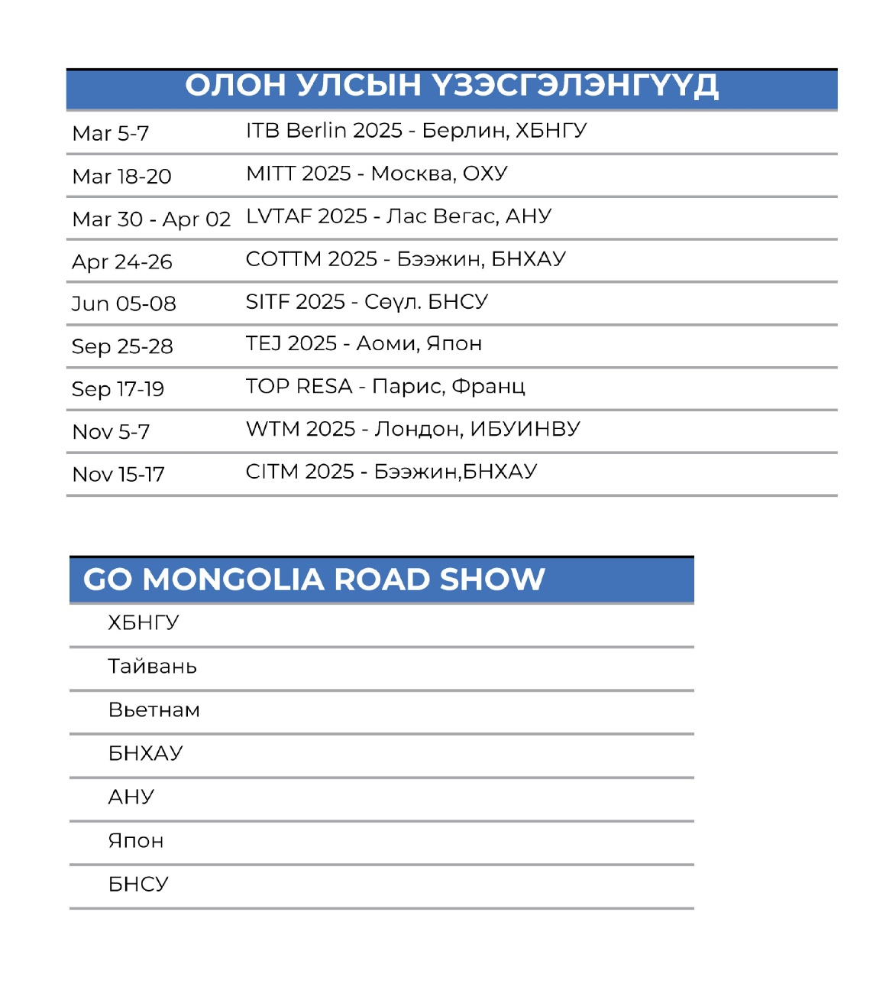 ОЛОН УЛСЫН ҮЗЭСГЭЛЭНГҮҮД
Mar 5-7 ITB Berlin 2025 - Берлин, ХБНГУ
Mar 18-20 MITT 2025 - Москва, ОХУ
Mar 30 - Apr 02 LVTAF 2025 - Лас Вегас, АНУ
Apr 24-26 COTTM 2025 - Бээжин, БНХАУ
Jun 05-08 SITF 2025 - Сөүл. БНСУ
Sep 25-28 TEJ 2025 - Аоми, Япон
Sep 17-19 TOP RESA - Парис, Франц
Nov 5-7 WTM 2025 - Лондон, ИБУИНВУ
Nov 15-17 CITM 2025 - Бээжин,БНХАУ
GO MONGOLIA ROAD SHOW
ХБНГУ
Тайвань
Вьетнам
БНХАУ
АНУ
Япон
БНСУ